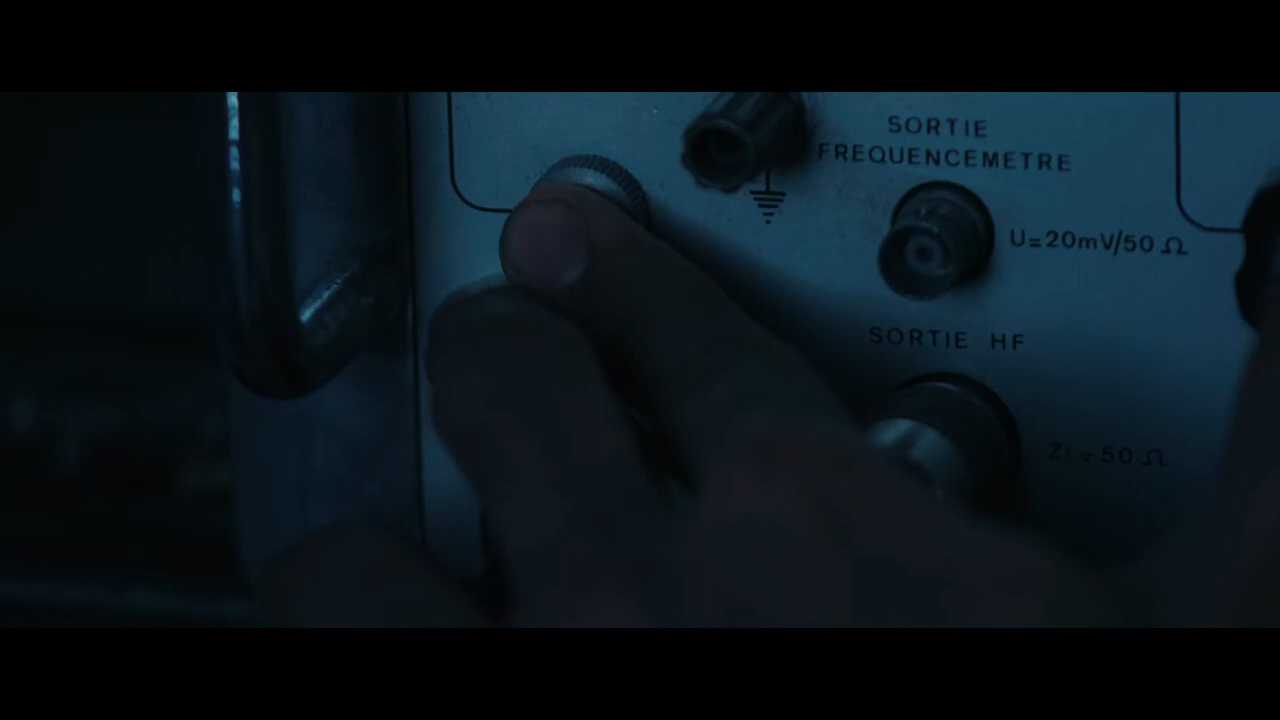 SORTIE
FREQUENCEMETRE
U=20mV/50 Ω
SORTIE HF
Zi=50 Ω